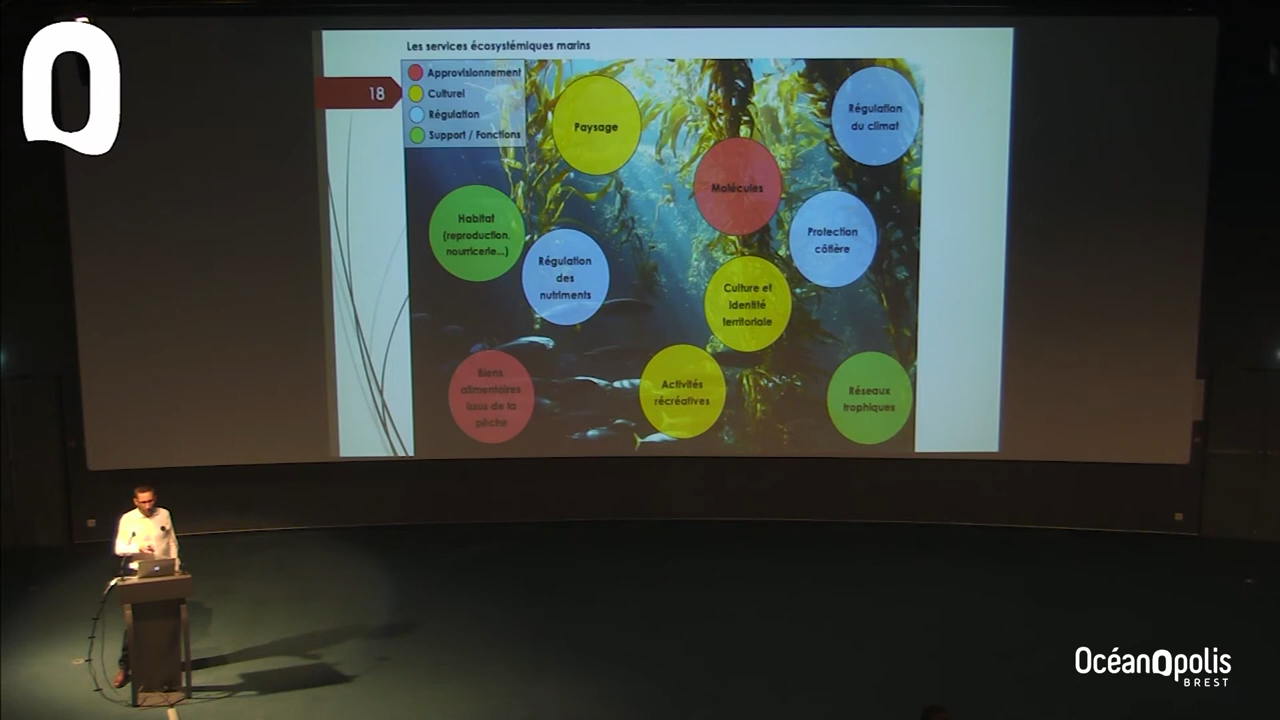 Les services écosystémiques marins
18
Approvisionnement
Culturel
Régulation
Support / Fonctions
Paysage
Régulation
du climat
Molécules
Habitat
(reproduction,
nourricerie...)
Protection
côtière
Régulation
des
nutriments
Culture et
identité
territoriale
Biens
alimentaires
issus de la
pêche
Activités
récréatives
Réseaux
trophiques
OcéanOpolis
BREST